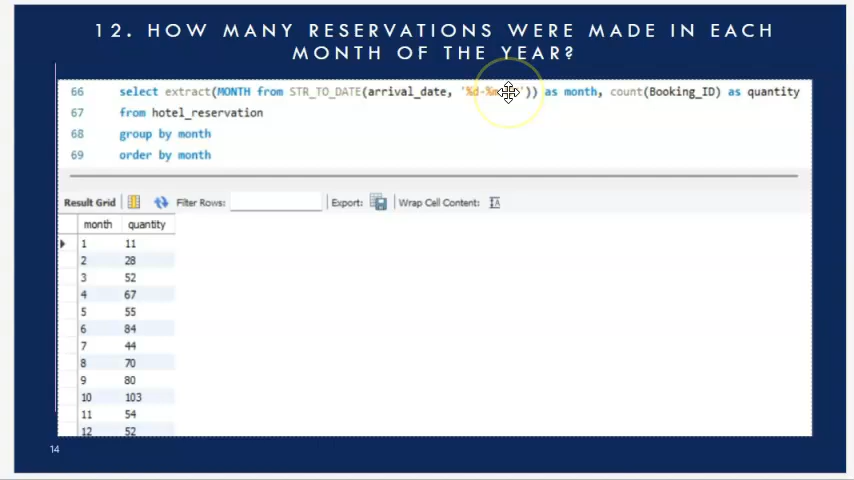 12. HOW MANY RESERVATIONS WERE MADE IN EACH
MONTH OF THE YEAR?
66 select extract(MONTH from STR_TO_DATE(arrival_date, '%d-%m')) as month, count(Booking_ID) as quantity
67 from hotel_reservation
68 group by month
69 order by month
Result Grid Filter Rows: Export: Wrap Cell Content: IA
month quantity
1 11
2 28
3 52
4 67
5 55
6 84
7 44
8 70
9 80
10 103
11 54
12 52
14